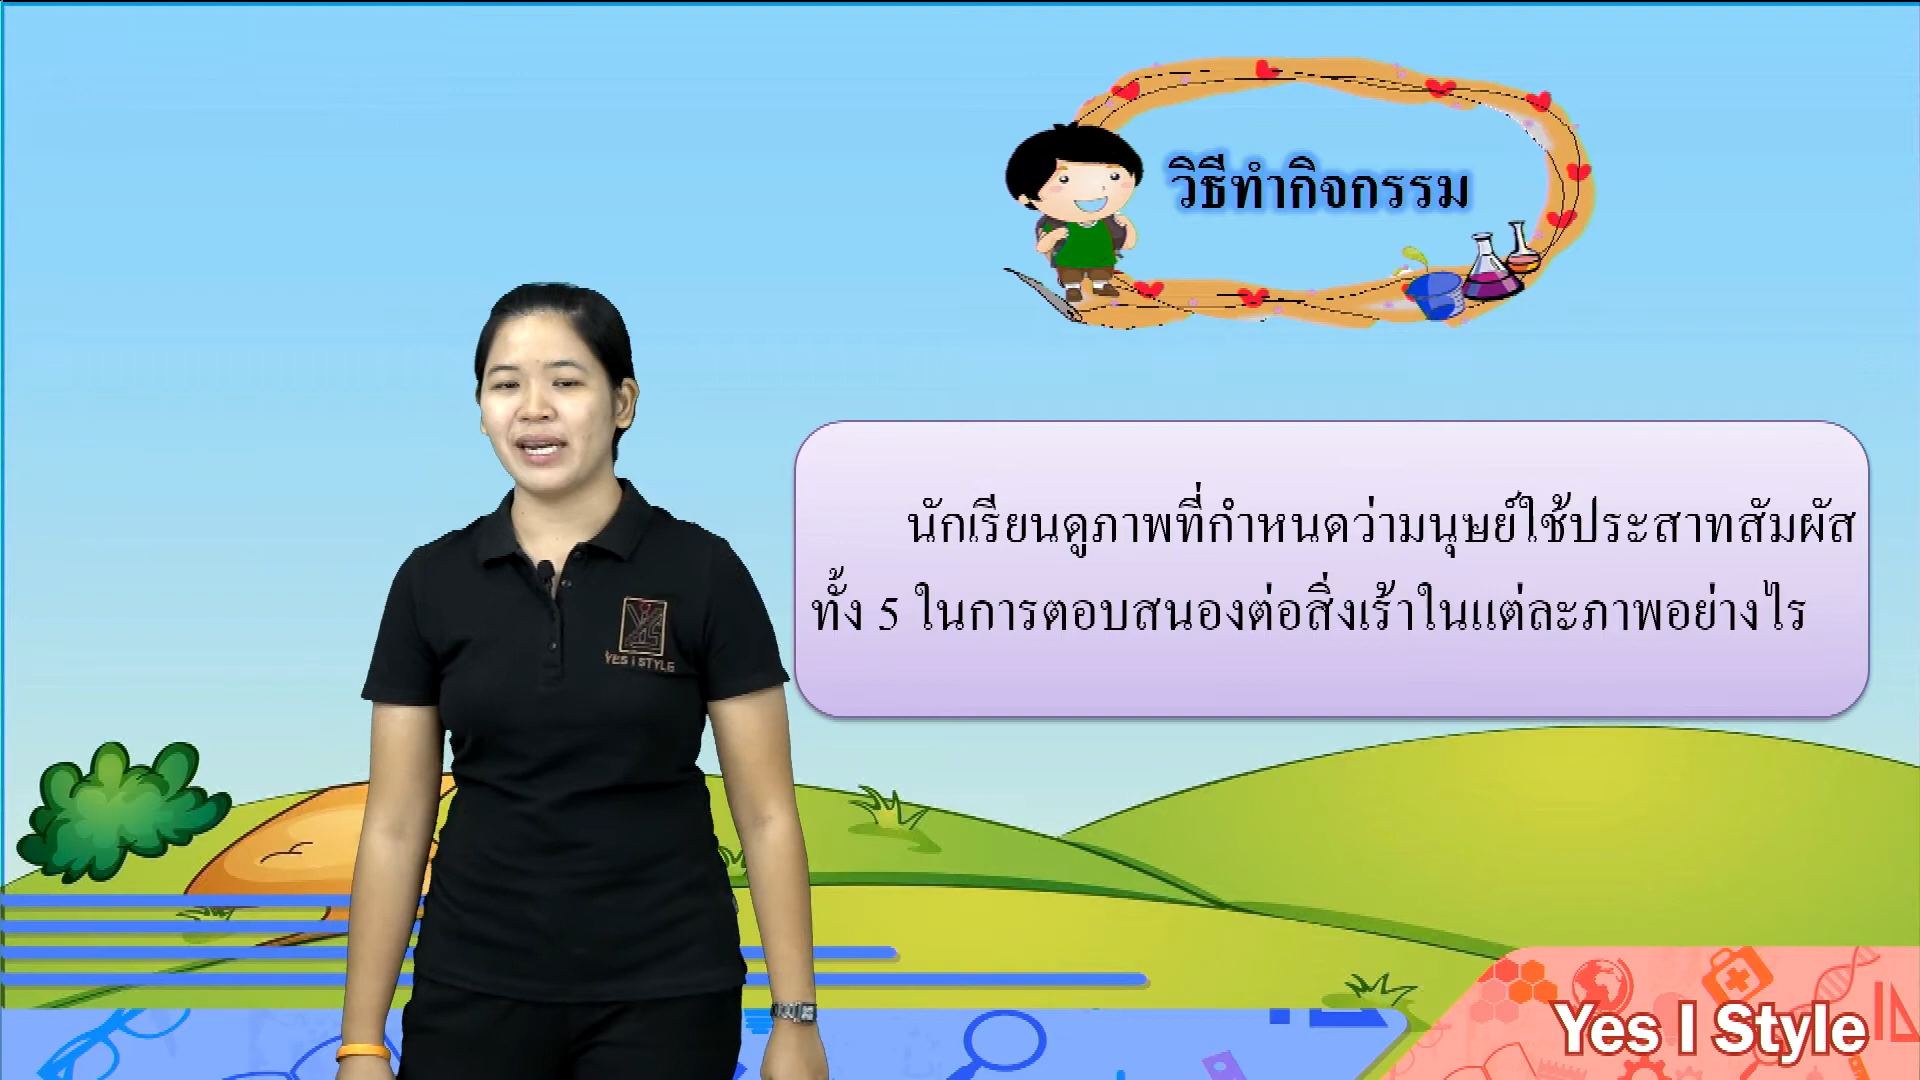 วิธีทำกิจกรรม
นักเรียนดูภาพที่กำหนดว่ามนุษย์ใช้ประสาทสัมผัส
ทั้ง 5 ในการตอบสนองต่อสิ่งเร้าในแต่ละภาพอย่างไร
YES I STYLE
Yes I Style